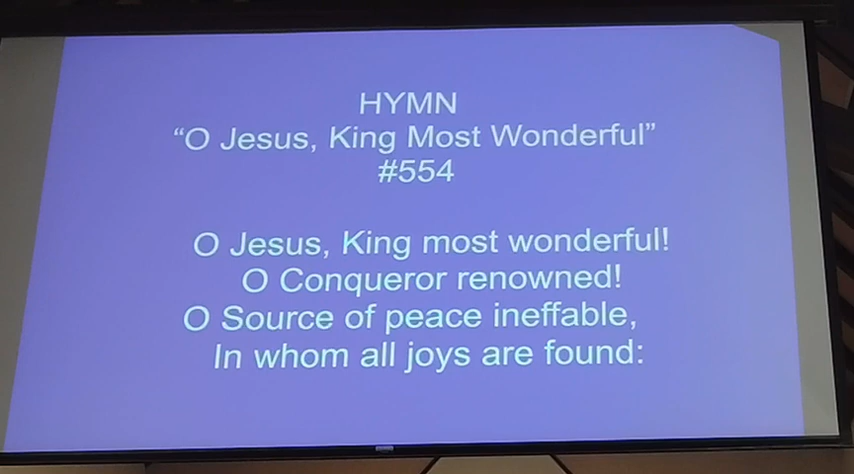 HYMN
“O Jesus, King Most Wonderful”
#554
O Jesus, King most wonderful!
O Conqueror renowned!
O Source of peace ineffable,
In whom all joys are found: